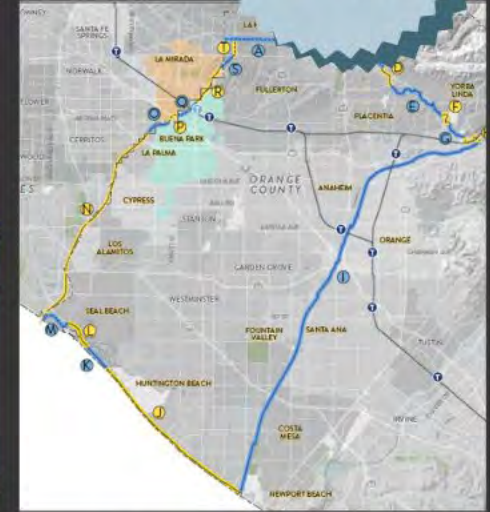 SANTA FE
SPRINGS
LA H
LA MIRADA
T
A
NORWALK
S
D
R
FULLERTON
H
YORBA
LINDA
F
PLACENTIA
Q
O
P
CERRITOS
BUENA PARK
G
LA PALMA
ORANGE
COUNTY
ANAHEIM
CYPRESS
N
STANTON
ORANGE
LOS
ALAMITOS
GARDEN GROVE
I
WESTMINSTER
SEAL BEACH
M
L
FOUNTAIN
VALLEY
SANTA ANA
TUSTIN
K
HUNTINGTON BEACH
J
IRVINE
COSTA
MESA
NEWPORT BEACH